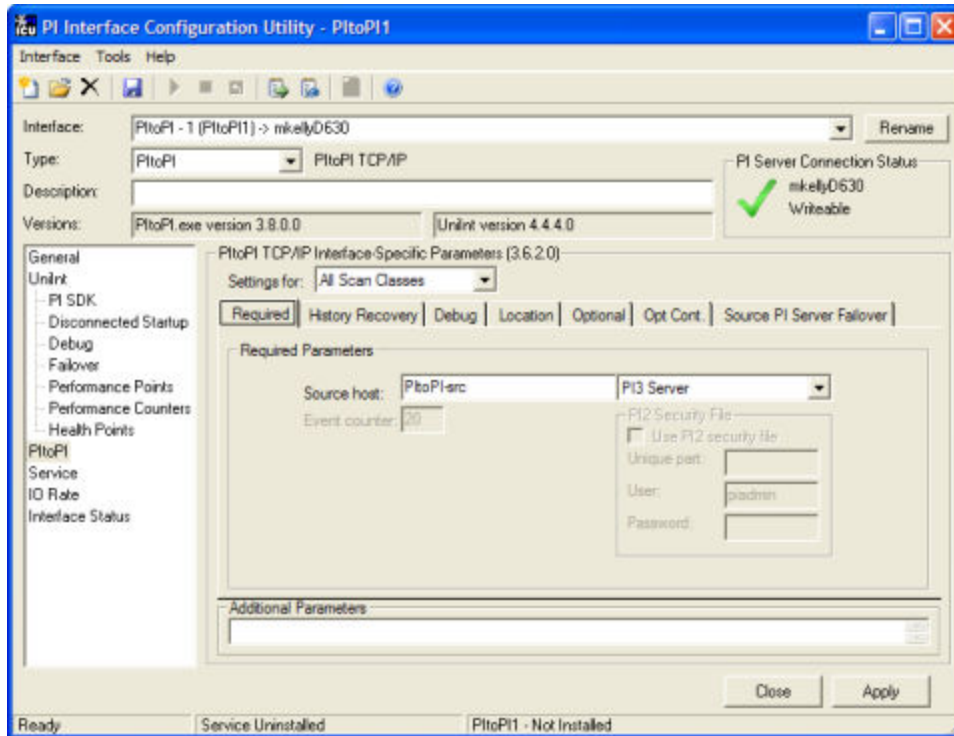 PI Interface Configuration Utility - PItoPI1
Interface Tools Help
Interface: PItoPI - 1 (PItoPI1) -> mkellyD630 Rename
Type: PItoPI PItoPI TCP/IP
PI Server Connection Status
mkellyD630
Writeable
Description:
Versions: PItoPI.exe version 3.8.0.0 UniInt version 4.4.4.0
General
UniInt
PI SDK
Disconnected Startup
Debug
Failover
Performance Points
Performance Counters
Health Points
PItoPI
Service
IO Rate
Interface Status
PItoPI TCP/IP Interface-Specific Parameters (3.6.2.0)
Settings for: All Scan Classes
Required History Recovery Debug Location Optional Opt Cont. Source PI Server Failover
Required Parameters
Source host: PItoPI-src PI3 Server
Event counter: 20
PI2 Security File
Use PI2 security file
Unique part:
User: piadmin
Password:
Additional Parameters
Close Apply
Ready Service Uninstalled PItoPI1 - Not Installed